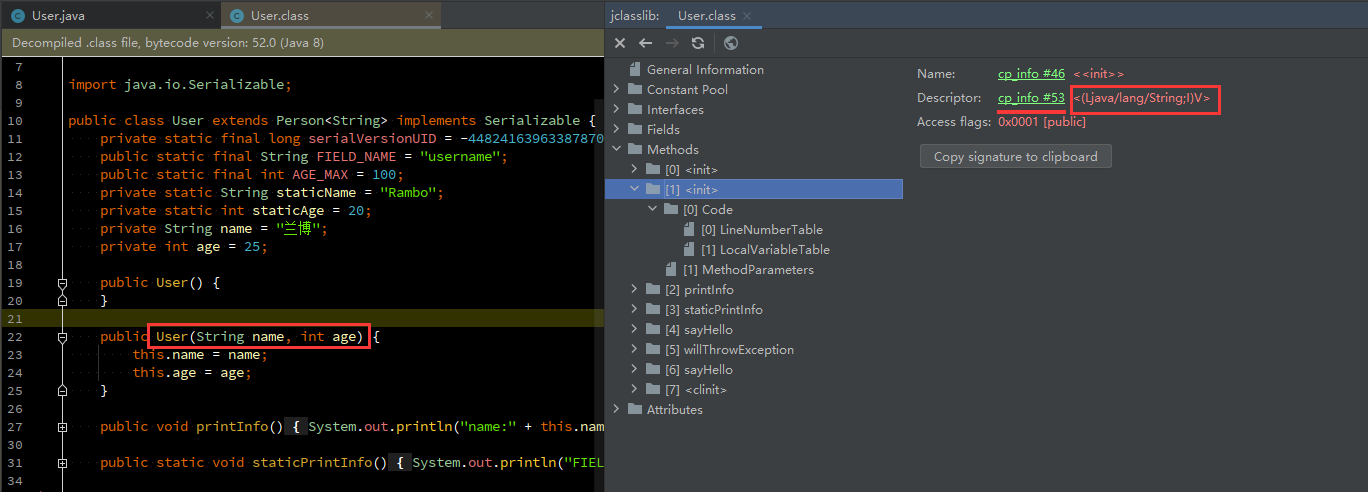 User.java
User.class
Decompiled .class file, bytecode version: 52.0 (Java 8)
7
8 import java.io.Serializable;
9
10 public class User extends Person<String> implements Serializable {
11 private static final long serialVersionUID = -44824163963387870
12 public static final String FIELD_NAME = "username";
13 public static final int AGE_MAX = 100;
14 private static String staticName = "Rambo";
15 private static int staticAge = 20;
16 private String name = "兰博";
17 private int age = 25;
18
19 public User() {
20 }
21
22 public User(String name, int age) {
23 this.name = name;
24 this.age = age;
25 }
26
27 public void printInfo() { System.out.println("name:" + this.nam
30
31 public static void staticPrintInfo() { System.out.println("FIEL
34
jclasslib:
User.class
General Information
Constant Pool
Interfaces
Fields
Methods
[0] <init>
[1] <init>
[0] Code
[0] LineNumberTable
[1] LocalVariableTable
[1] MethodParameters
[2] printInfo
[3] staticPrintInfo
[4] sayHello
[5] willThrowException
[6] sayHello
[7] <clinit>
Attributes
Name: cp_info #46 <<init>>
Descriptor: cp_info #53 <(Ljava/lang/String;I)V>
Access flags: 0x0001 [public]
Copy signature to clipboard